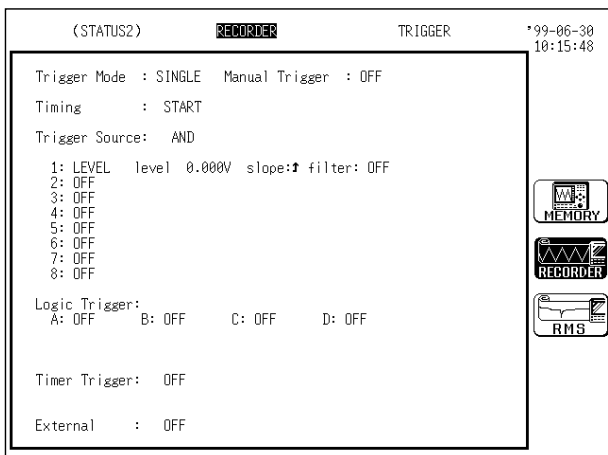 (STATUS2) RECORDER TRIGGER '99-06-30
10:15:48
Trigger Mode : SINGLE Manual Trigger : OFF
Timing : START
Trigger Source: AND
1: LEVEL level 0.000V slope:↑ filter: OFF
2: OFF
3: OFF
4: OFF
5: OFF
6: OFF
7: OFF
8: OFF
Logic Trigger:
A: OFF B: OFF C: OFF D: OFF
Timer Trigger: OFF
External : OFF
MEMORY
RECORDER
RMS